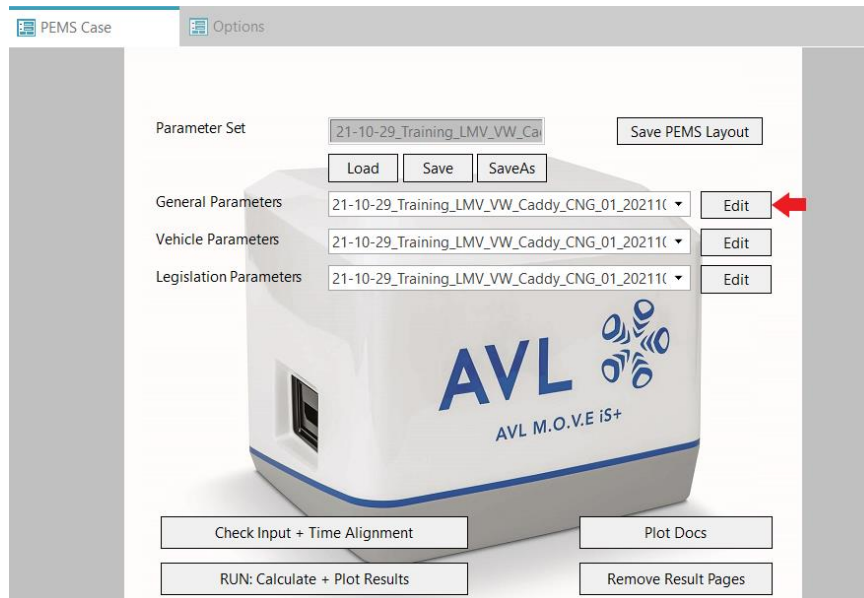 PEMS Case
Options
Parameter Set
21-10-29_Training_LMV_VW_Ca
Save PEMS Layout
Load
Save
SaveAs
General Parameters
21-10-29_Training_LMV_VW_Caddy_CNG_01_20211(
Edit
Vehicle Parameters
21-10-29_Training_LMV_VW_Caddy_CNG_01_20211(
Edit
Legislation Parameters
21-10-29_Training_LMV_VW_Caddy_CNG_01_20211(
Edit
AVL
AVL M.O.V.E iS+
Check Input + Time Alignment
Plot Docs
RUN: Calculate + Plot Results
Remove Result Pages